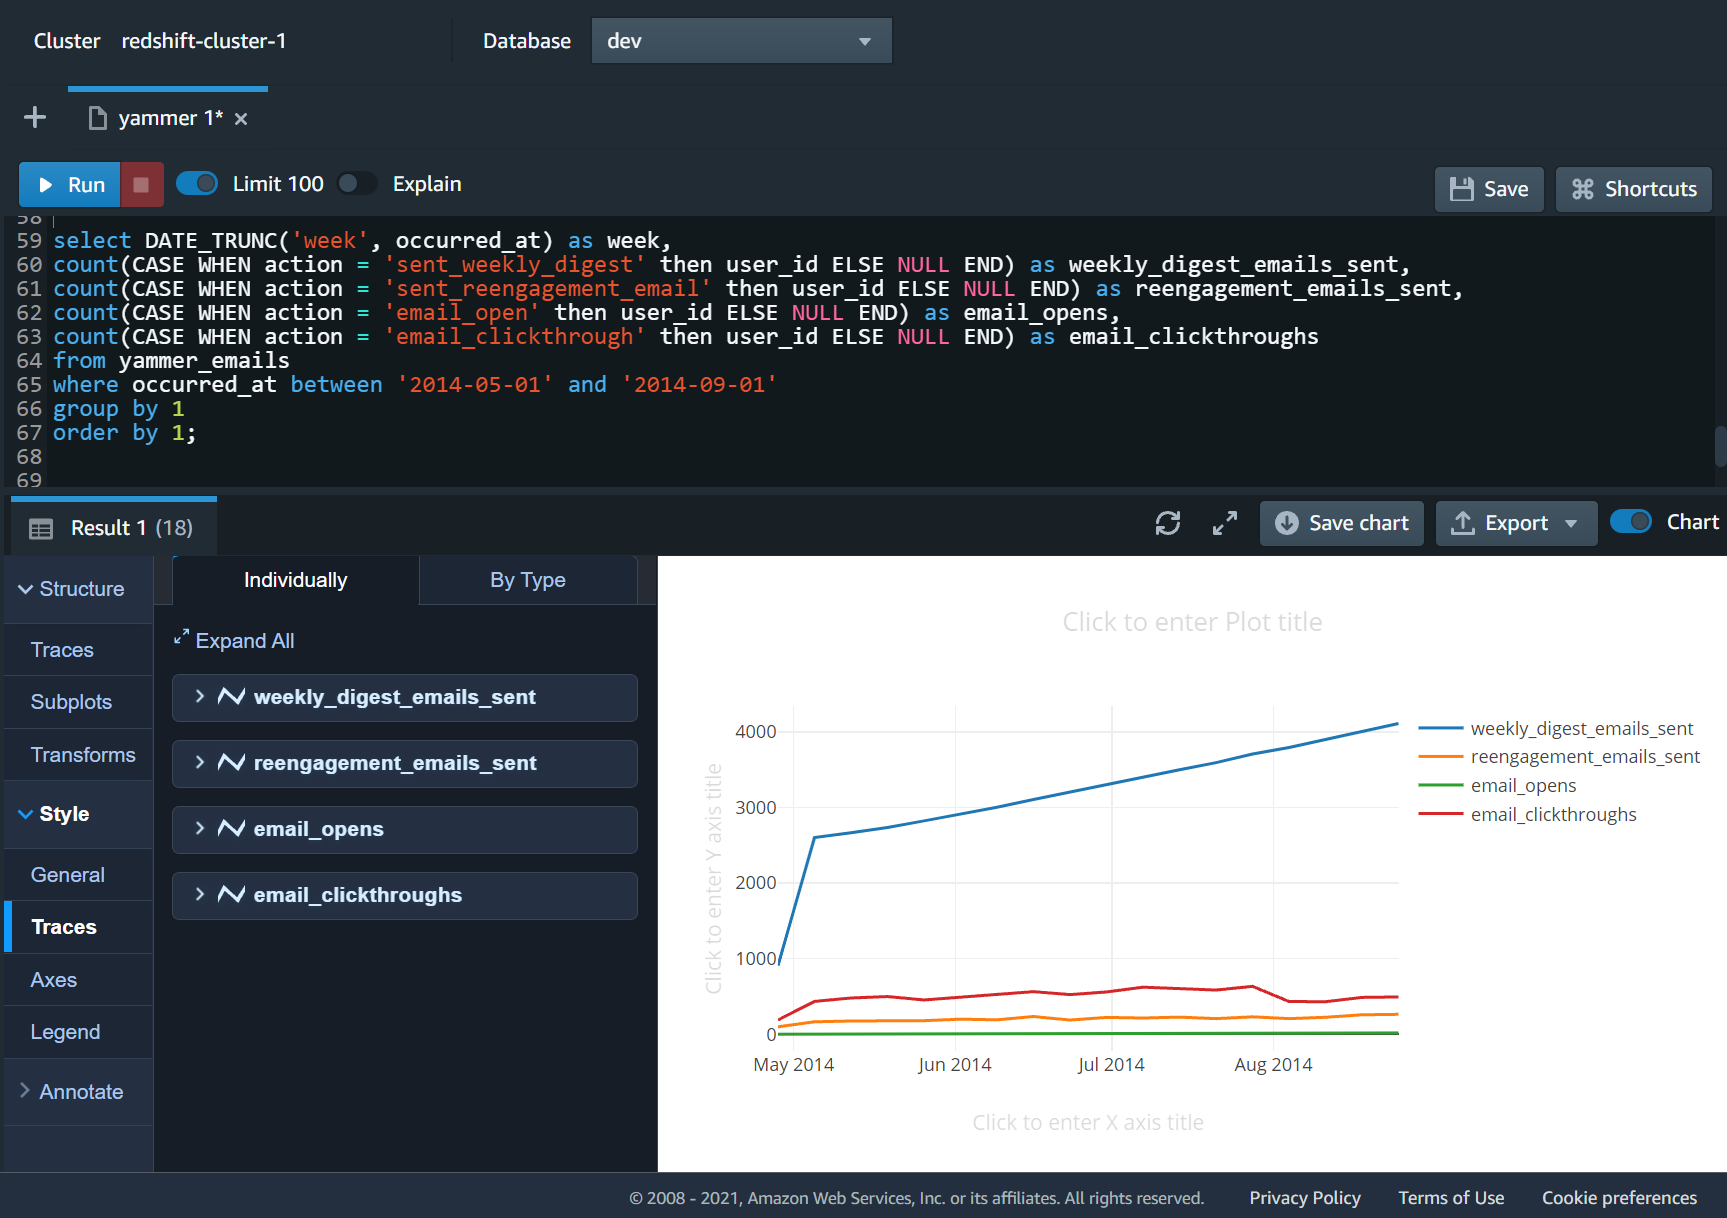 Cluster redshift-cluster-1 Database dev
yammer 1*
Run Limit 100 Explain Save Shortcuts
58
59 select DATE_TRUNC('week', occurred_at) as week,
60 count(CASE WHEN action = 'sent_weekly_digest' then user_id ELSE NULL END) as weekly_digest_emails_sent,
61 count(CASE WHEN action = 'sent_reengagement_email' then user_id ELSE NULL END) as reengagement_emails_sent,
62 count(CASE WHEN action = 'email_open' then user_id ELSE NULL END) as email_opens,
63 count(CASE WHEN action = 'email_clickthrough' then user_id ELSE NULL END) as email_clickthroughs
64 from yammer_emails
65 where occurred_at between '2014-05-01' and '2014-09-01'
66 group by 1
67 order by 1;
68
69
Result 1 (18) Save chart Export Chart
Structure
Traces
Subplots
Transforms
Style
General
Traces
Axes
Legend
Annotate
Individually By Type
Expand All
weekly_digest_emails_sent
reengagement_emails_sent
email_opens
email_clickthroughs
Click to enter Plot title
Click to enter Y axis title
4000
3000
2000
1000
0
May 2014 Jun 2014 Jul 2014 Aug 2014
Click to enter X axis title
weekly_digest_emails_sent
reengagement_emails_sent
email_opens
email_clickthroughs
© 2008 - 2021, Amazon Web Services, Inc. or its affiliates. All rights reserved. Privacy Policy Terms of Use Cookie preferences